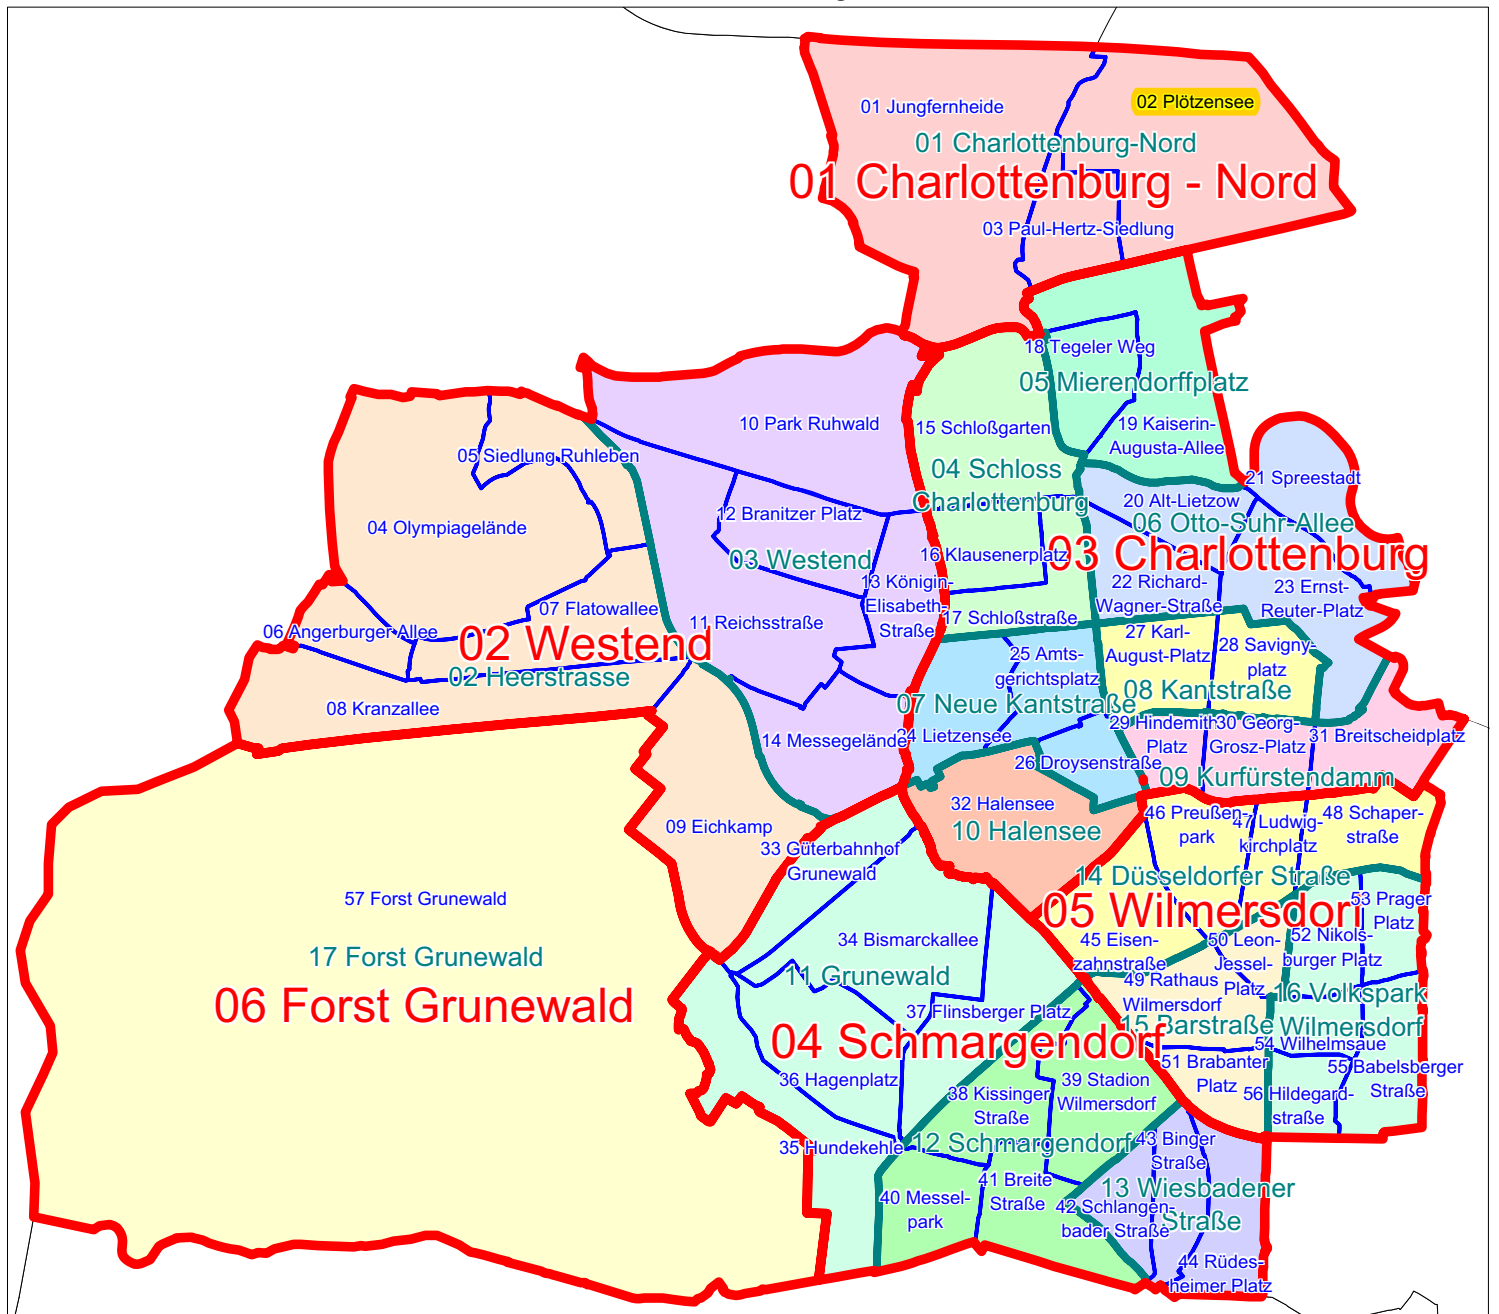 01 Jungfernheide
02 Plötzensee
01 Charlottenburg-Nord
01 Charlottenburg - Nord
03 Paul-Hertz-Siedlung
18 Tegeler Weg
05 Mierendorffplatz
19 Kaiserin-
Augusta-Allee
10 Park Ruhwald
15 Schloßgarten
04 Schloss
Charlottenburg
05 Siedlung Ruhleben
04 Olympiagelände
12 Branitzer Platz
03 Westend
13 Königin-
Elisabeth-
Straße
11 Reichsstraße
16 Klausenerplatz
17 Schloßstraße
21 Spreestadt
20 Alt-Lietzow
06 Otto-Suhr-Allee
03 Charlottenburg
22 Richard-
Wagner-Straße
23 Ernst-
Reuter-Platz
07 Flatowallee
06 Angerburger Allee
02 Westend
02 Heerstrasse
08 Kranzallee
14 Messegelände
25 Amts-
gerichtsplatz
07 Neue Kantstraße
24 Lietzensee
26 Droysenstraße
27 Karl-
August-Platz
28 Savigny-
platz
08 Kantstraße
29 Hindemith-
Platz
30 Georg-
Grosz-Platz
31 Breitscheidplatz
09 Kurfürstendamm
09 Eichkamp
32 Halensee
10 Halensee
33 Güterbahnhof
Grunewald
46 Preußen-
park
47 Ludwig-
kirchplatz
48 Schaper-
straße
14 Düsseldorfer Straße
05 Wilmersdorf
45 Eisen-
zahnstraße
50 Leon-
Jessel-
Platz
52 Nikols-
burger Platz
53 Prager
Platz
49 Rathaus
Wilmersdorf
16 Volkspark
Wilmersdorf
15 Barstraße
57 Forst Grunewald
17 Forst Grunewald
06 Forst Grunewald
34 Bismarckallee
11 Grunewald
37 Flinsberger Platz
04 Schmargendorf
36 Hagenplatz
38 Kissinger
Straße
39 Stadion
Wilmersdorf
51 Brabanter
Platz
54 Wilhelmsaue
55 Babelsberger
Straße
56 Hildegard-
straße
35 Hundekehle
12 Schmargendorf
43 Binger
Straße
40 Messel-
park
41 Breite
Straße
13 Wiesbadener
Straße
42 Schlangen-
bader Straße
44 Rüdes-
heimer Platz